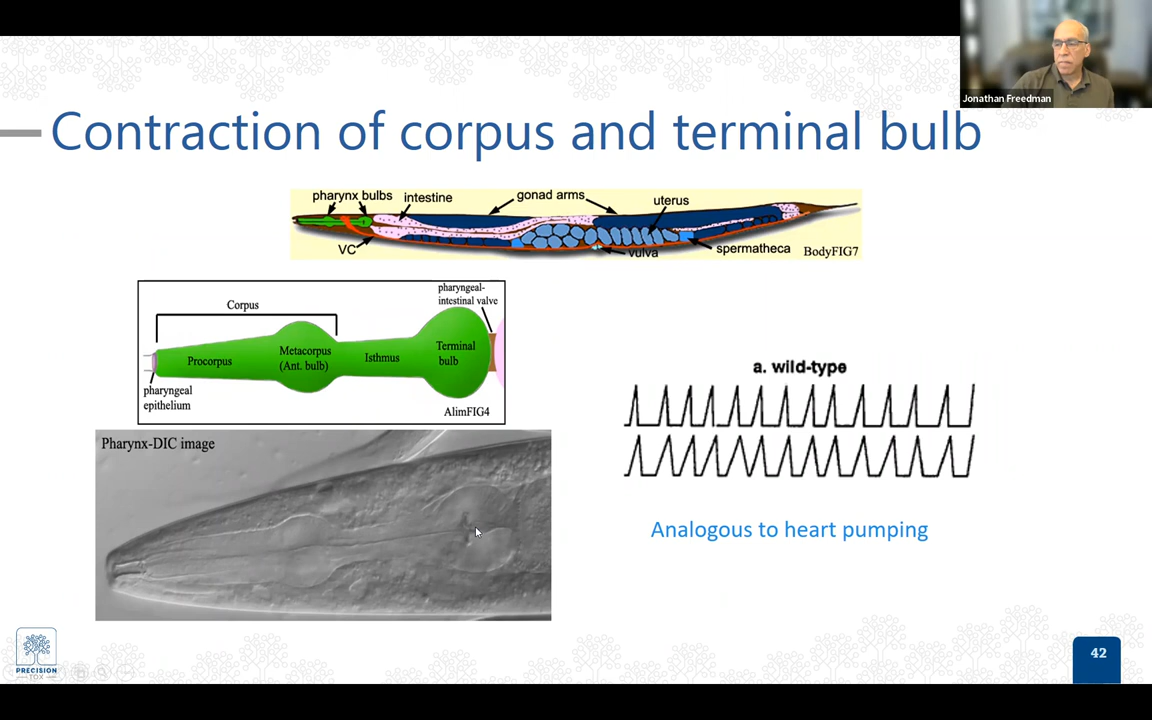 Jonathan Freedman
Contraction of corpus and terminal bulb
pharynx bulbs
intestine
gonad arms
uterus
VC
vulva
spermatheca
BodyFIG7
pharyngeal-
intestinal valve
Corpus
Procorpus
Metacorpus
(Ant. bulb)
Isthmus
Terminal
bulb
pharyngeal
epithelium
AlimFIG4
Pharynx-DIC image
a. wild-type
Analogous to heart pumping
PRECISION
TOX
42